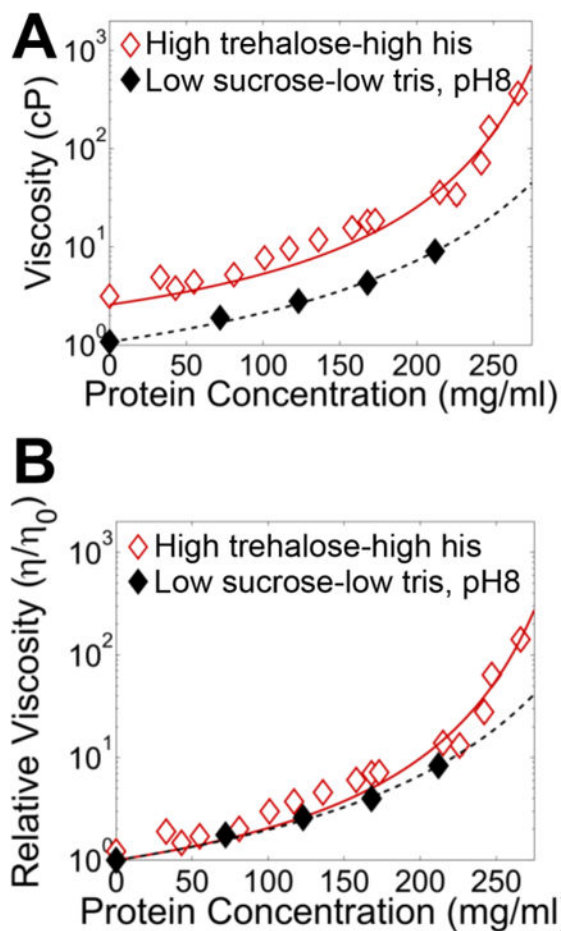 A
Viscosity (cP)
10³
10²
10¹
10⁰
High trehalose-high his
Low sucrose-low tris, pH8
0 50 100 150 200 250
Protein Concentration (mg/ml)
B
Relative Viscosity (η/η₀)
10³
10²
10¹
10⁰
High trehalose-high his
Low sucrose-low tris, pH8
0 50 100 150 200 250
Protein Concentration (mg/ml)